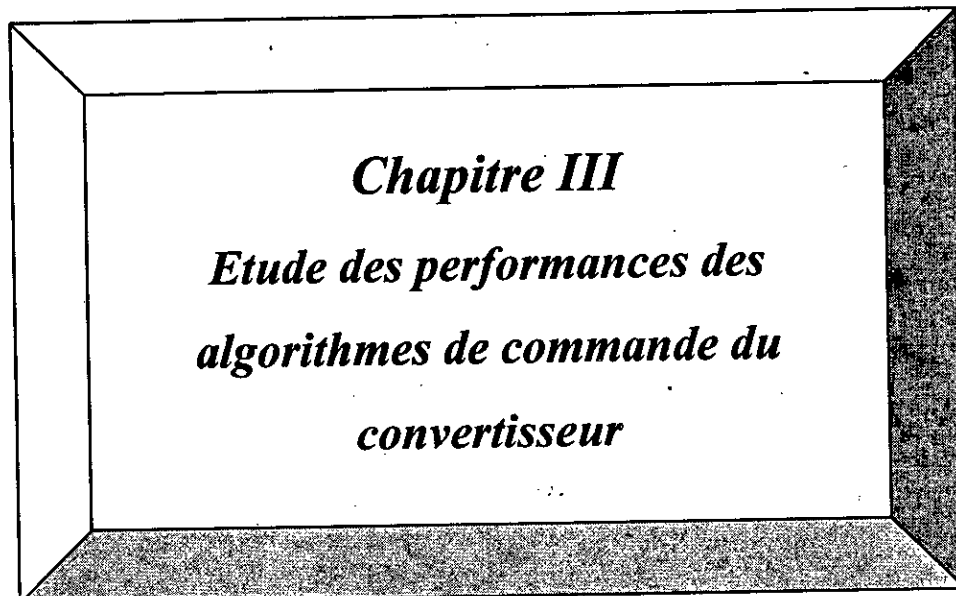 Chapitre III
Etude des performances des
algorithmes de commande du
convertisseur